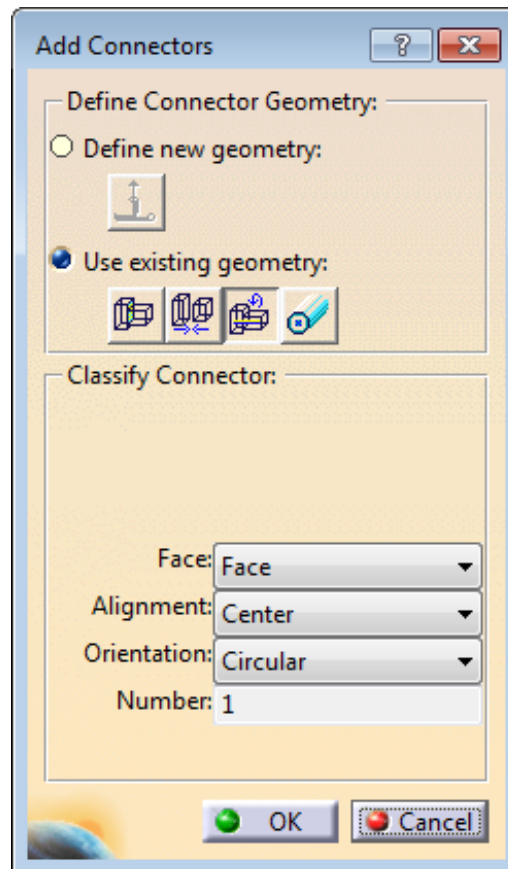 Add Connectors
Define Connector Geometry:
Define new geometry:
Use existing geometry:
Classify Connector:
Face: Face
Alignment: Center
Orientation: Circular
Number: 1
OK Cancel